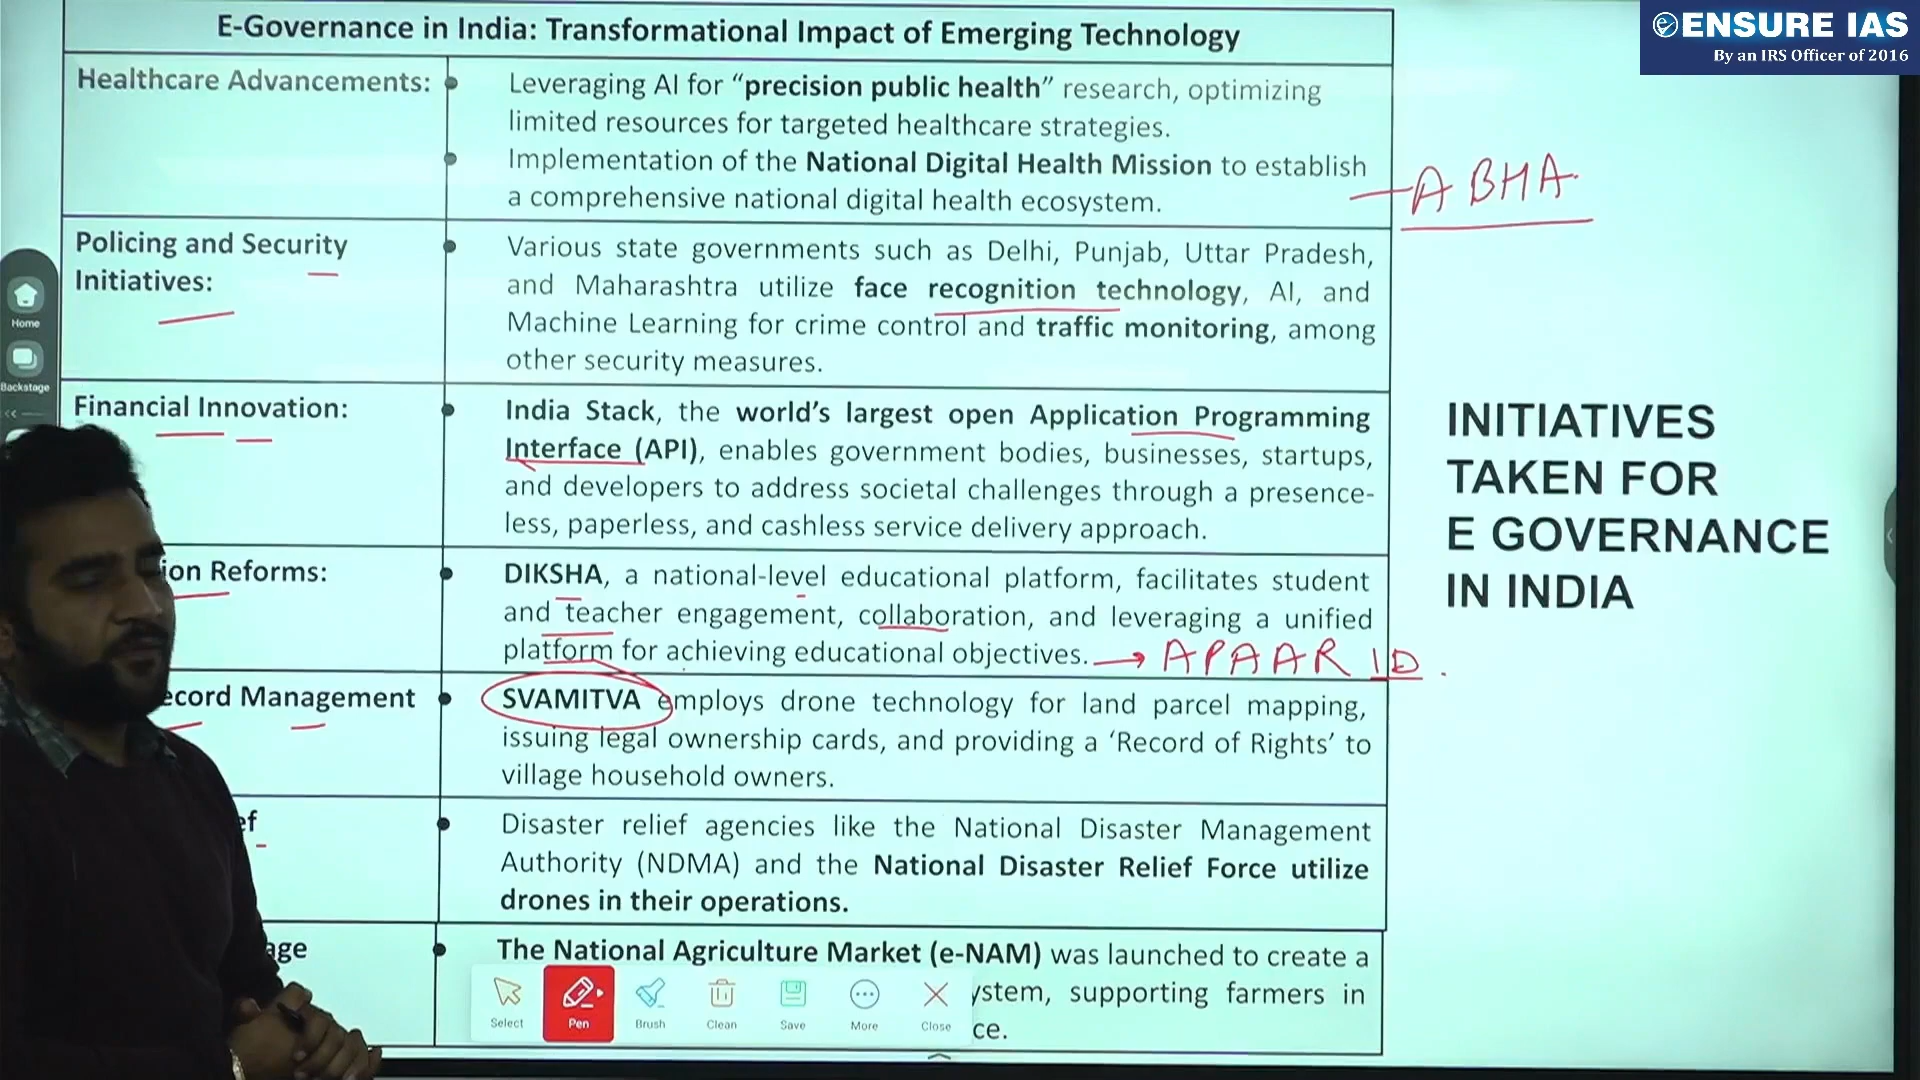 E-Governance in India: Transformational Impact of Emerging Technology
ENSURE IAS
By an IRS Officer of 2016
Healthcare Advancements:
Leveraging AI for “precision public health” research, optimizing
limited resources for targeted healthcare strategies.
Implementation of the National Digital Health Mission to establish
a comprehensive national digital health ecosystem.
ABHA
Policing and Security
Initiatives:
Various state governments such as Delhi, Punjab, Uttar Pradesh,
and Maharashtra utilize face recognition technology, AI, and
Machine Learning for crime control and traffic monitoring, among
other security measures.
Home
Backstage
Financial Innovation:
India Stack, the world’s largest open Application Programming
Interface (API), enables government bodies, businesses, startups,
and developers to address societal challenges through a presence-
less, paperless, and cashless service delivery approach.
INITIATIVES
TAKEN FOR
E GOVERNANCE
IN INDIA
ion Reforms:
DIKSHA, a national-level educational platform, facilitates student
and teacher engagement, collaboration, and leveraging a unified
platform for achieving educational objectives.
APAAR ID
ecord Management
SVAMITVA employs drone technology for land parcel mapping,
issuing legal ownership cards, and providing a ‘Record of Rights’ to
village household owners.
ef
Disaster relief agencies like the National Disaster Management
Authority (NDMA) and the National Disaster Relief Force utilize
drones in their operations.
age
The National Agriculture Market (e-NAM) was launched to create a
ystem, supporting farmers in
ce.
Select
Pen
Brush
Clean
Save
More
Close